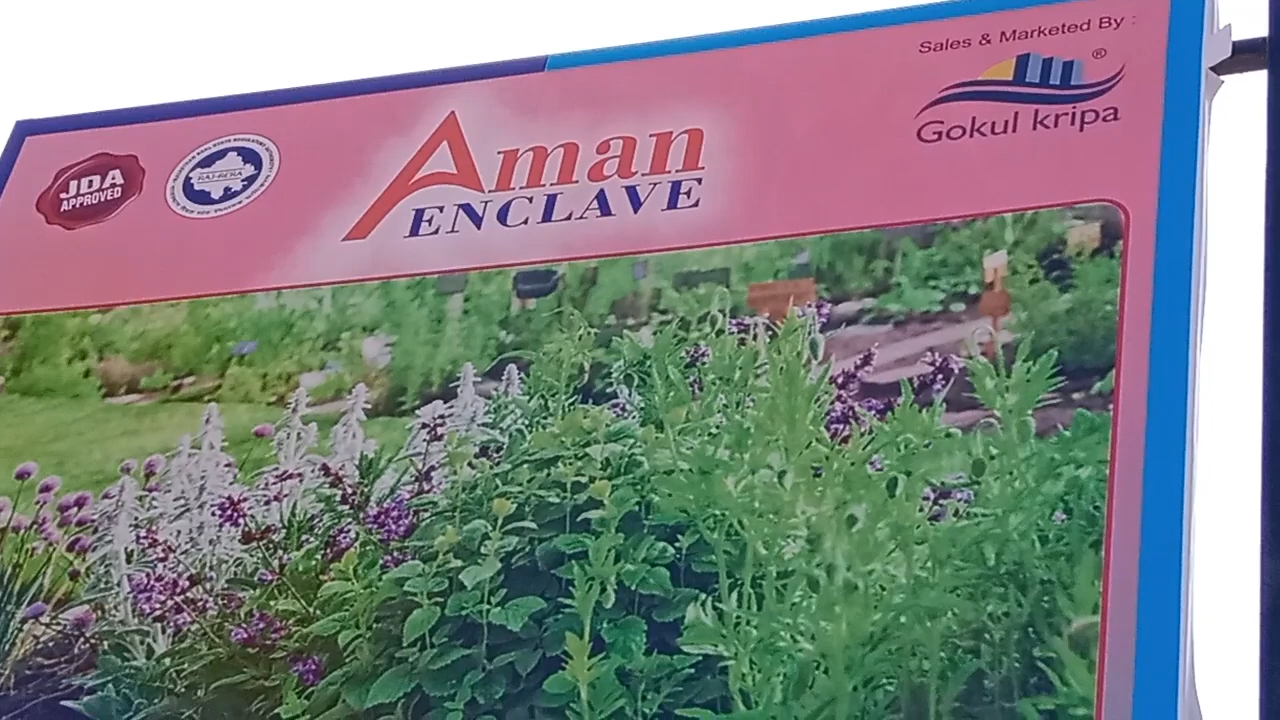 JDA
APPROVED
RAJ-RERA
Aman
ENCLAVE
Sales & Marketed By :
®
Gokul kripa